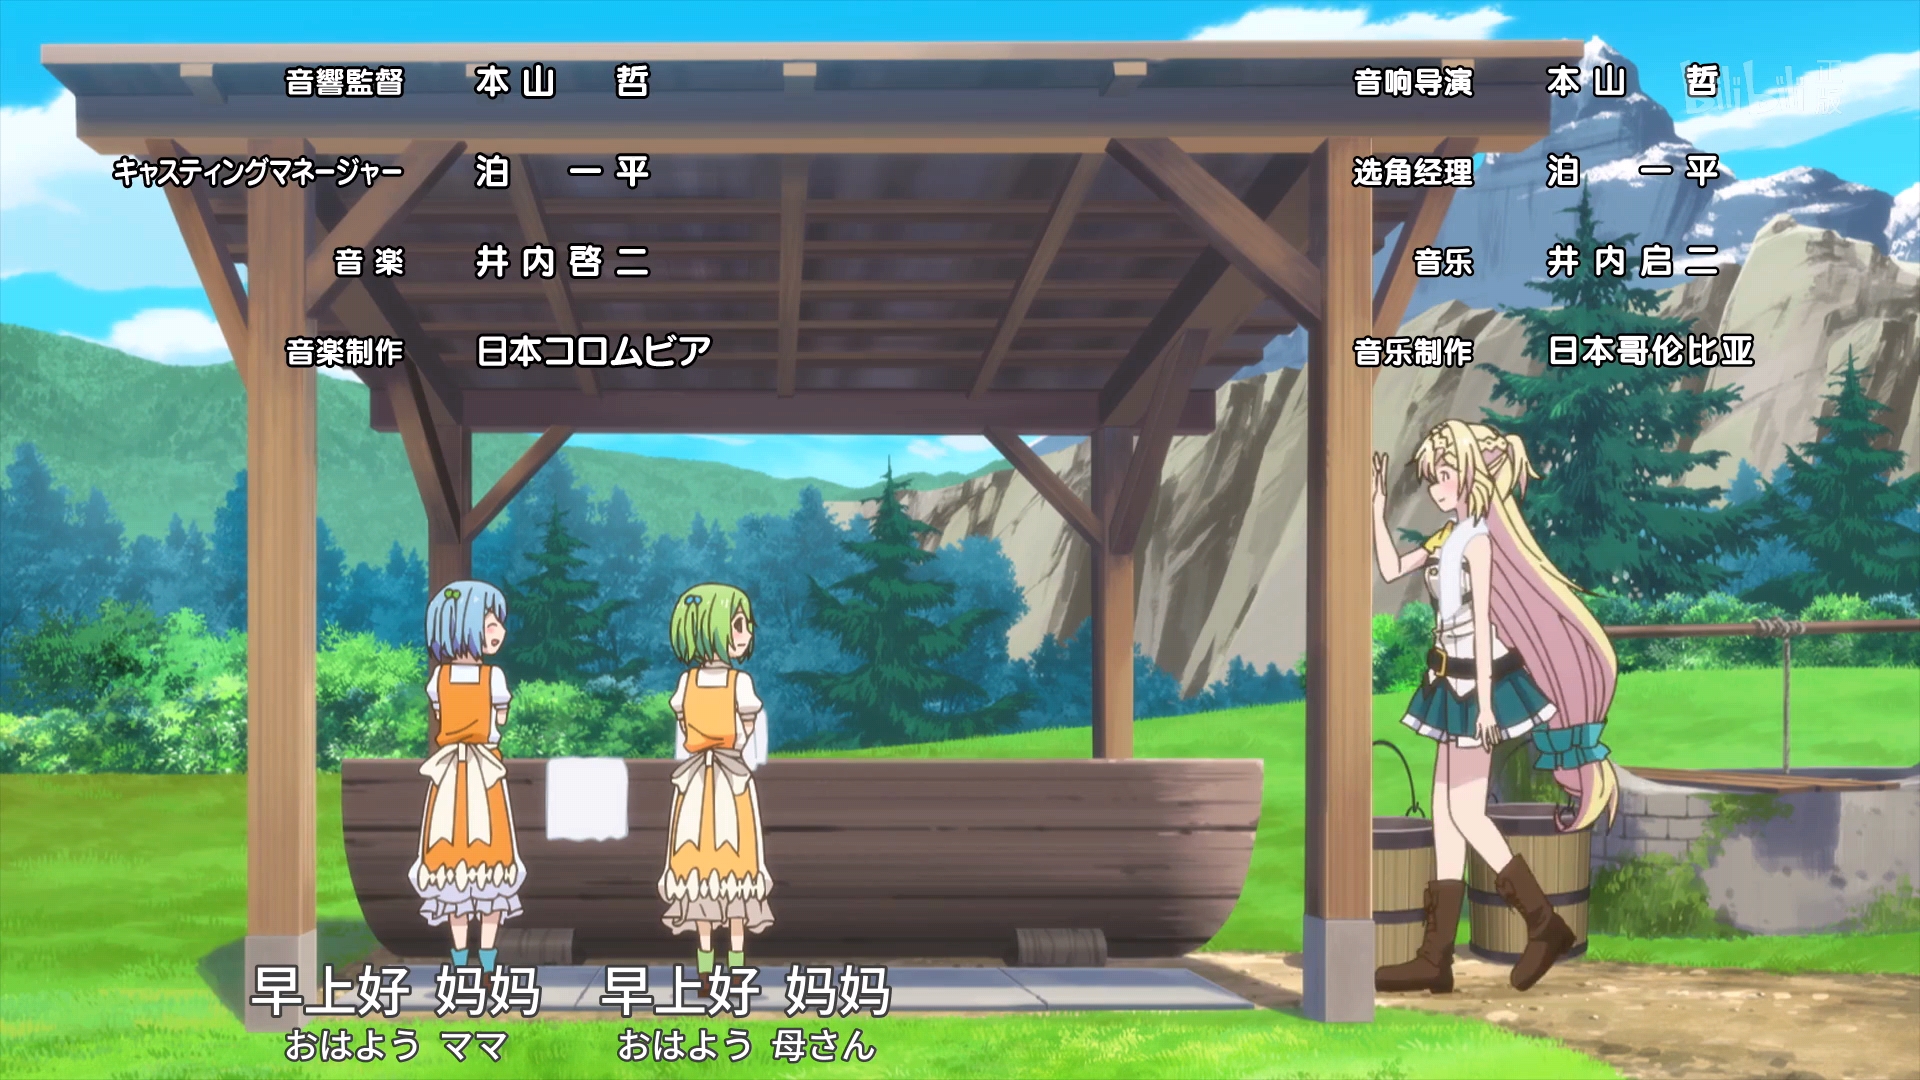 音響監督 本山 哲
キャスティングマネージャー 泊 一平
音楽 井内啓二
音楽制作 日本コロムビア
音响导演 本山 哲
选角经理 泊 一平
音乐 井内启二
音乐制作 日本哥伦比亚
bilibili 正版
早上好 妈妈 早上好 妈妈
おはよう ママ おはよう 母さん